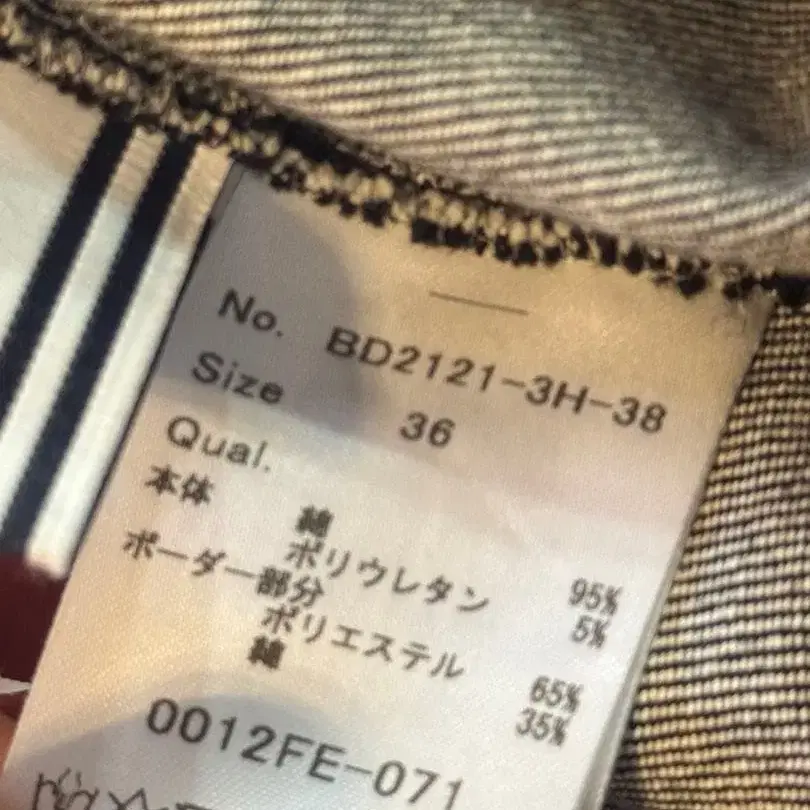 No. BD2121-3H-38
Size 36
Qual.
本体
綿 95%
ポリウレタン 5%
ボーダー部分
ポリエステル 65%
綿 35%
0012FE-071